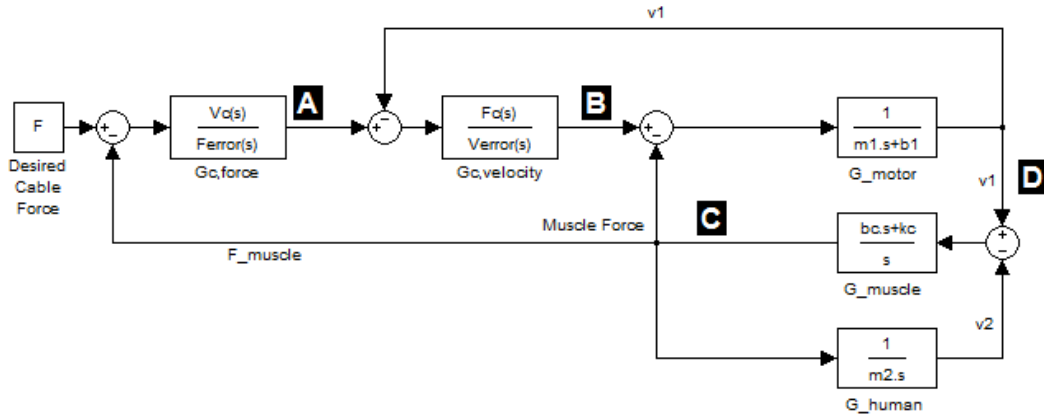 v1
F
Desired
Cable
Force
+
−
Vc(s)
Ferror(s)
Gc,force
A
+
−
Fc(s)
Verror(s)
Gc,velocity
B
+
−
1
m1.s+b1
G_motor
v1
D
+
−
Muscle Force
C
bc.s+kc
s
G_muscle
F_muscle
v2
1
m2.s
G_human